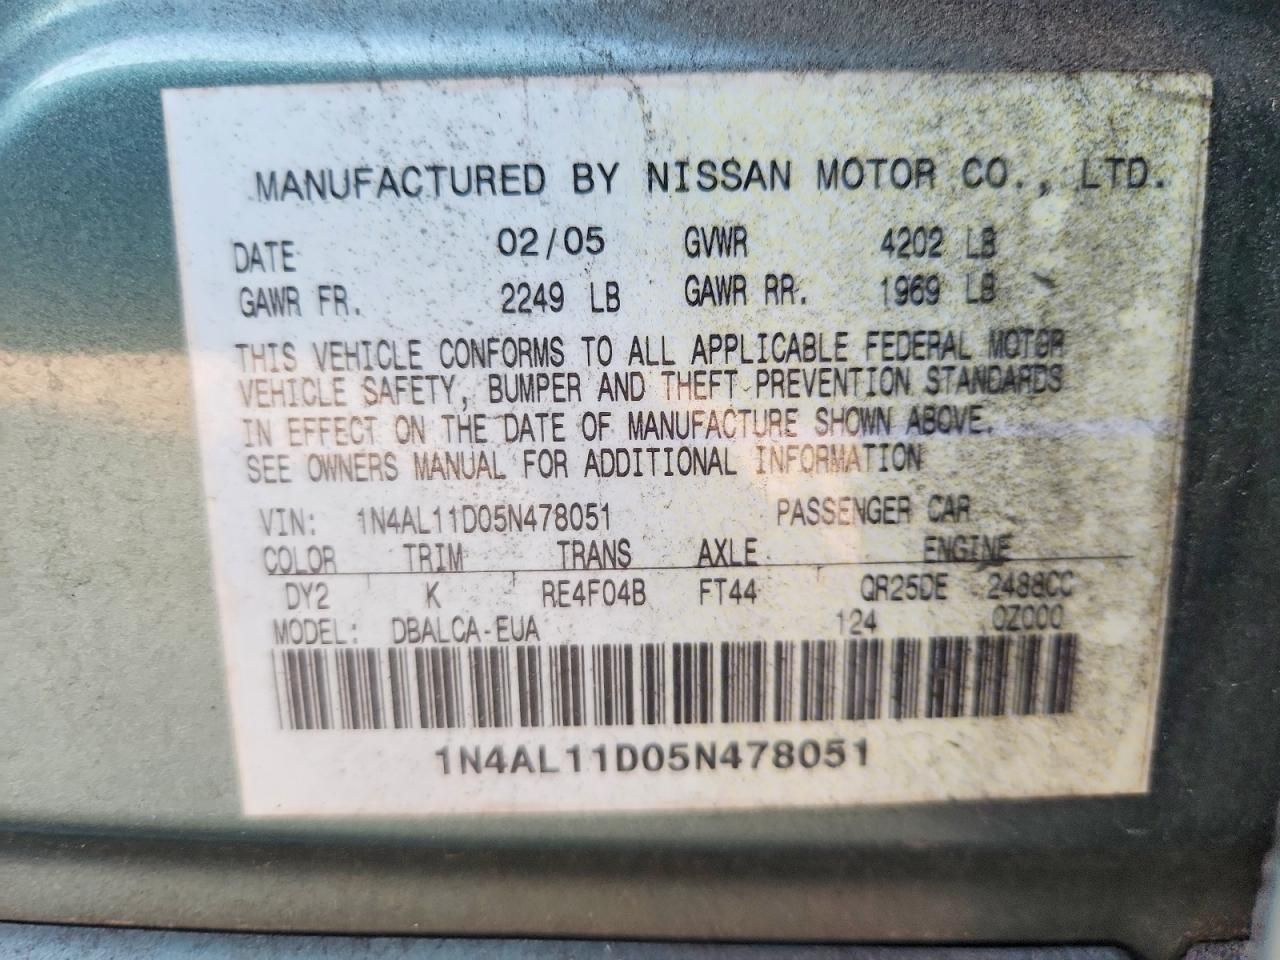 MANUFACTURED BY NISSAN MOTOR CO., LTD.
DATE 02/05 GVWR 4202 LB
GAWR FR. 2249 LB GAWR RR. 1969 LB
THIS VEHICLE CONFORMS TO ALL APPLICABLE FEDERAL MOTOR
VEHICLE SAFETY, BUMPER AND THEFT PREVENTION STANDARDS
IN EFFECT ON THE DATE OF MANUFACTURE SHOWN ABOVE.
SEE OWNERS MANUAL FOR ADDITIONAL INFORMATION
VIN: 1N4AL11D05N478051 PASSENGER CAR
COLOR TRIM TRANS AXLE ENGINE
DY2 K RE4F04B FT44 QR25DE 2488CC
MODEL: DBALCA-EUA 124 0Z000
1N4AL11D05N478051